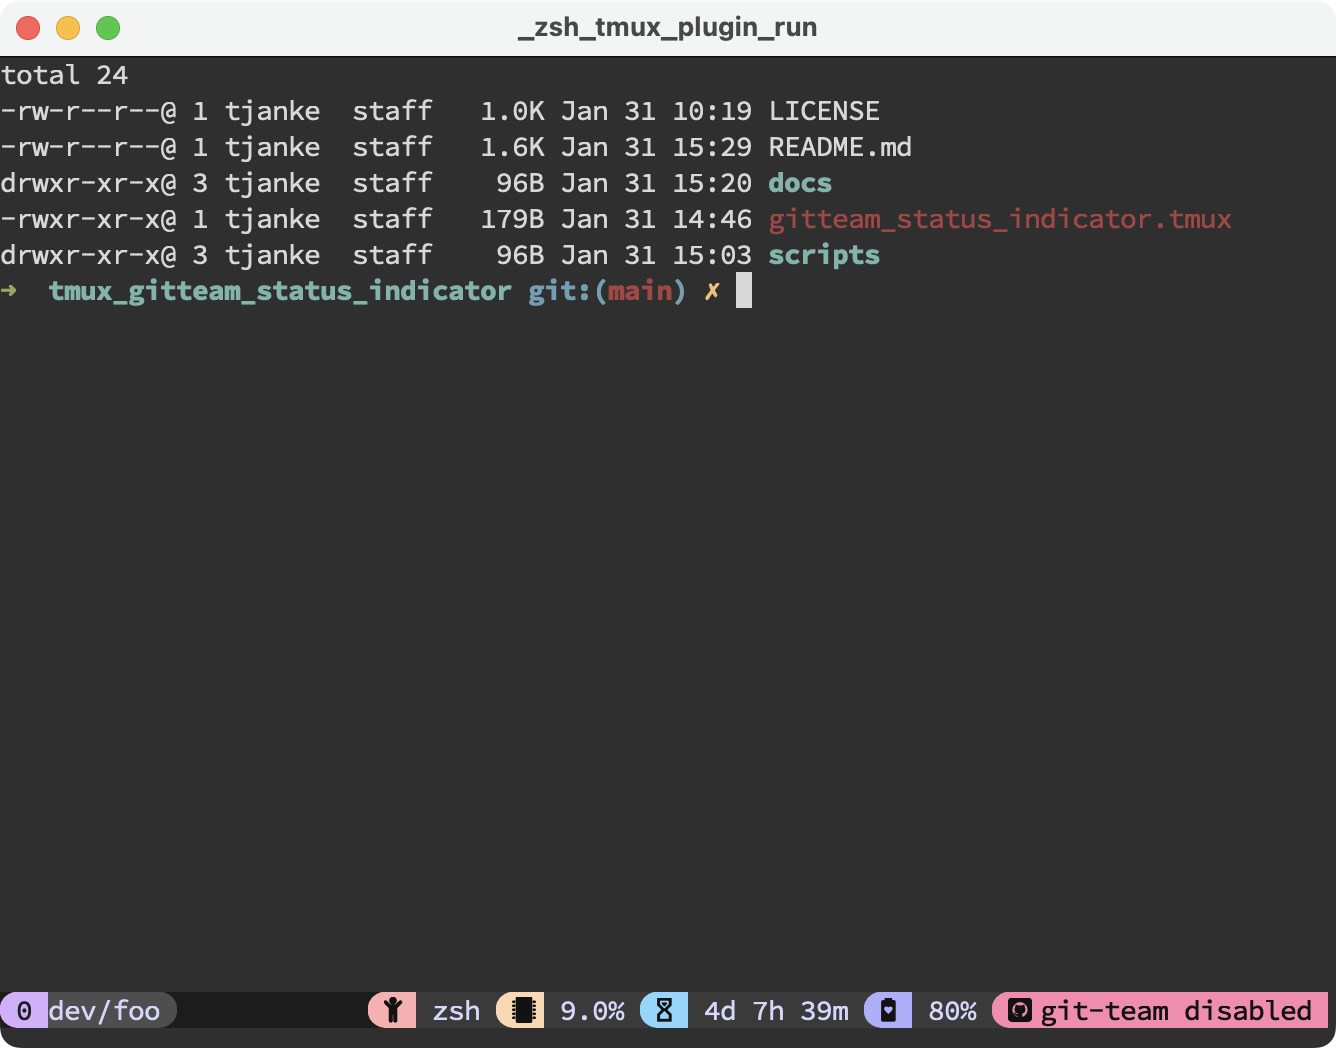 _zsh_tmux_plugin_run
total 24
-rw-r--r--@ 1 tjanke  staff   1.0K Jan 31 10:19 LICENSE
-rw-r--r--@ 1 tjanke  staff   1.6K Jan 31 15:29 README.md
drwxr-xr-x@ 3 tjanke  staff    96B Jan 31 15:20 docs
-rwxr-xr-x@ 1 tjanke  staff   179B Jan 31 14:46 gitteam_status_indicator.tmux
drwxr-xr-x@ 3 tjanke  staff    96B Jan 31 15:03 scripts
➜  tmux_gitteam_status_indicator git:(main) ✗
0 dev/foo zsh 9.0% 4d 7h 39m 80% git-team disabled